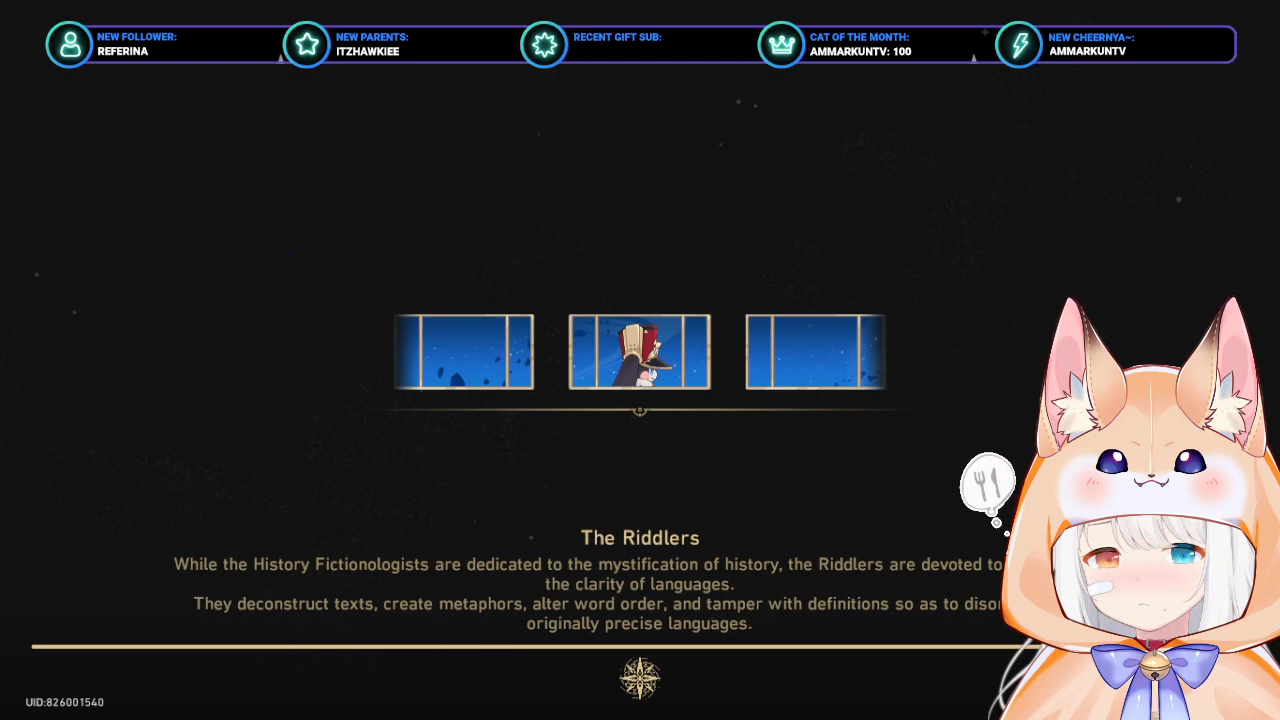 NEW FOLLOWER:
REFERINA
NEW PARENTS:
ITZHAWKIEE
RECENT GIFT SUB:
CAT OF THE MONTH:
AMMARKUNTV: 100
NEW CHEERNYA~:
AMMARKUNTV
The Riddlers
While the History Fictionologists are dedicated to the mystification of history, the Riddlers are devoted to
the clarity of languages.
They deconstruct texts, create metaphors, alter word order, and tamper with definitions so as to
originally precise languages.
UID:826001540